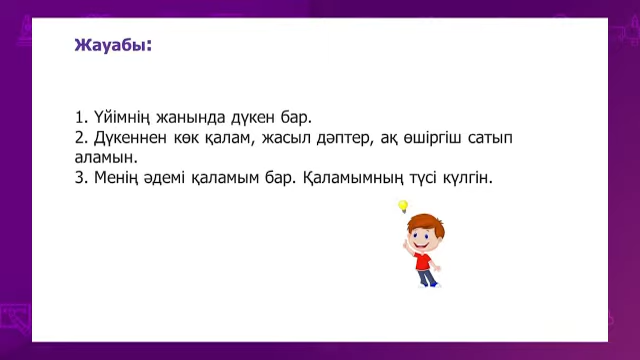 Жауабы:
1. Үйімнің жанында дүкен бар.
2. Дүкеннен көк қалам, жасыл дәптер, ақ өшіргіш сатып
аламын.
3. Менің әдемі қаламым бар. Қаламымның түсі күлгін.